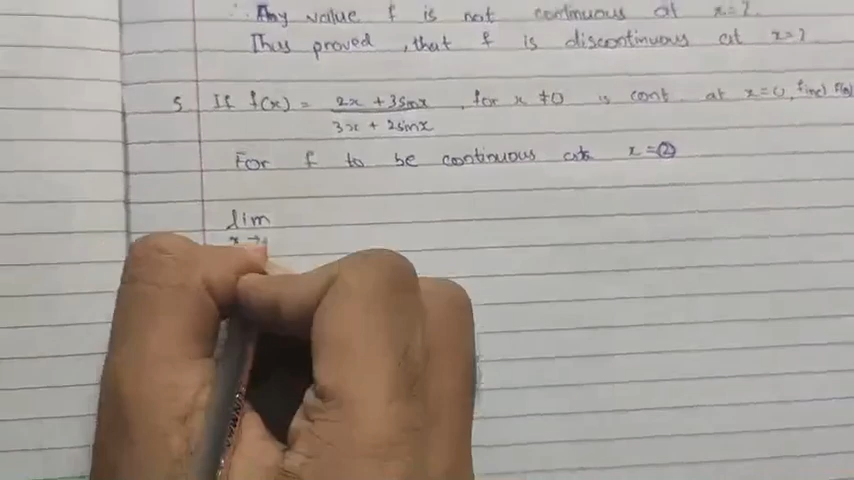 ∴ Any value f is not continuous at x=2.
Thus proved, that f is discontinuous at x=2
5 If f(x) = 2x + 3sinx / 3x + 2sinx, for x ≠0 is cont. at x=0, find f(0)
For f to be continuous at x=
lim
x→